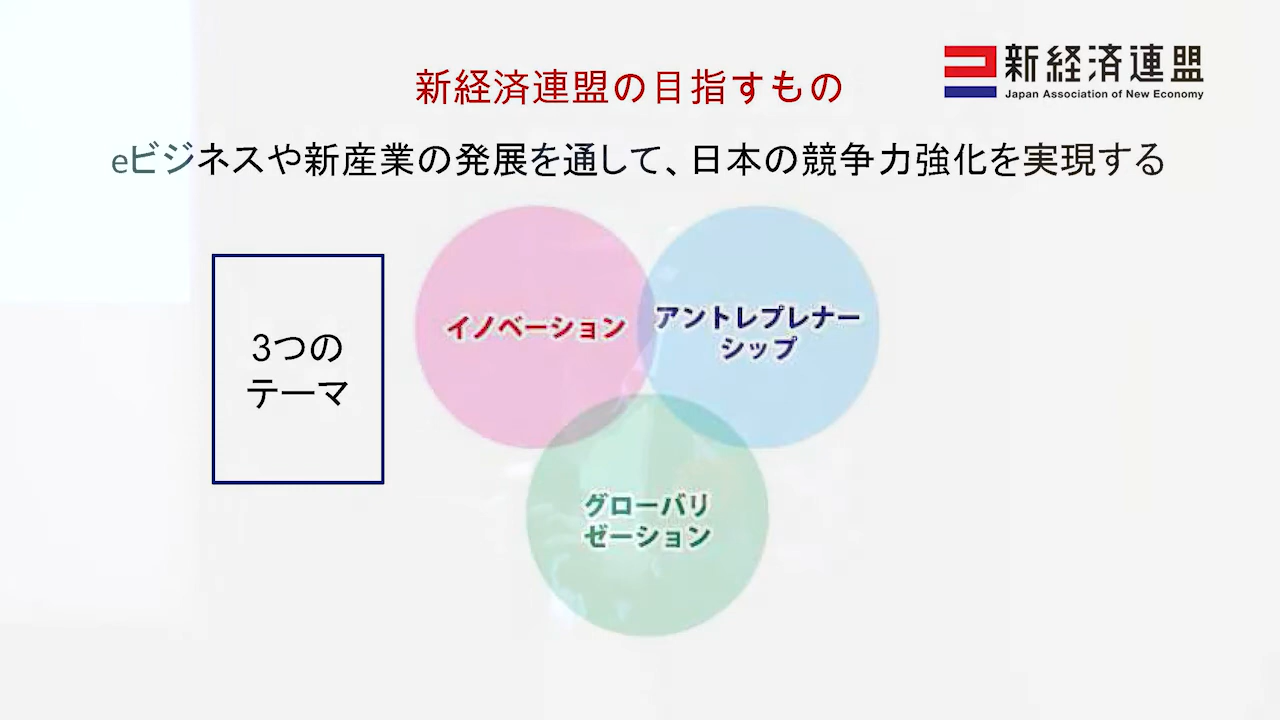 新経済連盟の目指すもの
新経済連盟
Japan Association of New Economy
eビジネスや新産業の発展を通して、日本の競争力強化を実現する
3つの
テーマ
イノベーション
アントレプレナー
シップ
グローバリ
ゼーション